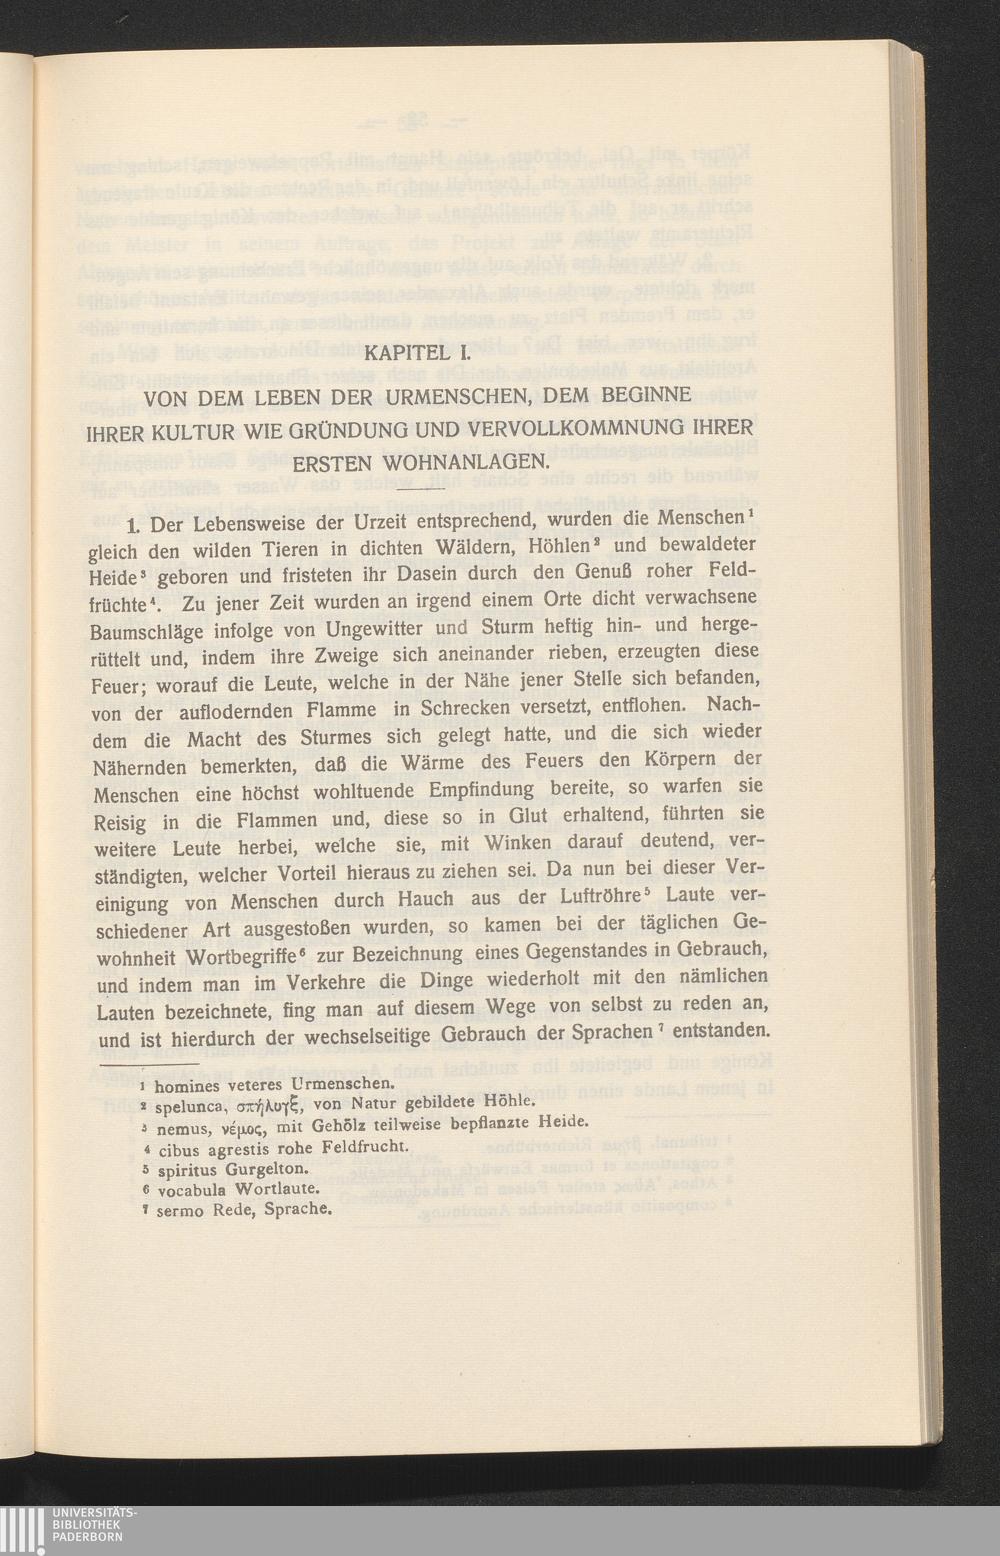 KAPITEL I.
VON DEM LEBEN DER URMENSCHEN, DEM BEGINNE
IHRER KULTUR WIE GRÜNDUNG UND VERVOLLKOMMNUNG IHRER
ERSTEN WOHNANLAGEN.
1. Der Lebensweise der Urzeit entsprechend, wurden die Menschen¹
gleich den wilden Tieren in dichten Wäldern, Höhlen² und bewaldeter
Heide³ geboren und fristeten ihr Dasein durch den Genuß roher Feld-
früchte⁴. Zu jener Zeit wurden an irgend einem Orte dicht verwachsene
Baumschläge infolge von Ungewitter und Sturm heftig hin- und herge-
rüttelt und, indem ihre Zweige sich aneinander rieben, erzeugten diese
Feuer; worauf die Leute, welche in der Nähe jener Stelle sich befanden,
von der auflodernden Flamme in Schrecken versetzt, entflohen. Nach-
dem die Macht des Sturmes sich gelegt hatte, und die sich wieder
Nähernden bemerkten, daß die Wärme des Feuers den Körpern der
Menschen eine höchst wohltuende Empfindung bereite, so warfen sie
Reisig in die Flammen und, diese so in Glut erhaltend, führten sie
weitere Leute herbei, welche sie, mit Winken darauf deutend, ver-
ständigten, welcher Vorteil hieraus zu ziehen sei. Da nun bei dieser Ver-
einigung von Menschen durch Hauch aus der Luftröhre⁵ Laute ver-
schiedener Art ausgestoßen wurden, so kamen bei der täglichen Ge-
wohnheit Wortbegriffe⁶ zur Bezeichnung eines Gegenstandes in Gebrauch,
und indem man im Verkehre die Dinge wiederholt mit den nämlichen
Lauten bezeichnete, fing man auf diesem Wege von selbst zu reden an,
und ist hierdurch der wechselseitige Gebrauch der Sprachen⁷ entstanden.
¹ homines veteres Urmenschen.
² spelunca, σπήλυγξ, von Natur gebildete Höhle.
³ nemus, νέμος, mit Gehölz teilweise bepflanzte Heide.
⁴ cibus agrestis rohe Feldfrucht.
⁵ spiritus Gurgelton.
⁶ vocabula Wortlaute.
⁷ sermo Rede, Sprache.
UNIVERSITÄTS-
BIBLIOTHEK
PADERBORN